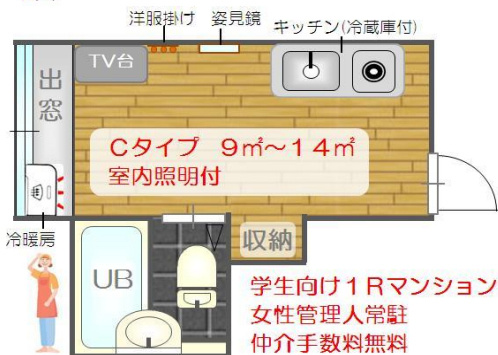 洋服掛け 姿見鏡 キッチン(冷蔵庫付)
TV台
出窓
Cタイプ 9㎡～14㎡
室内照明付
冷暖房
UB
収納
学生向け1Rマンション
女性管理人常駐
仲介手数料無料